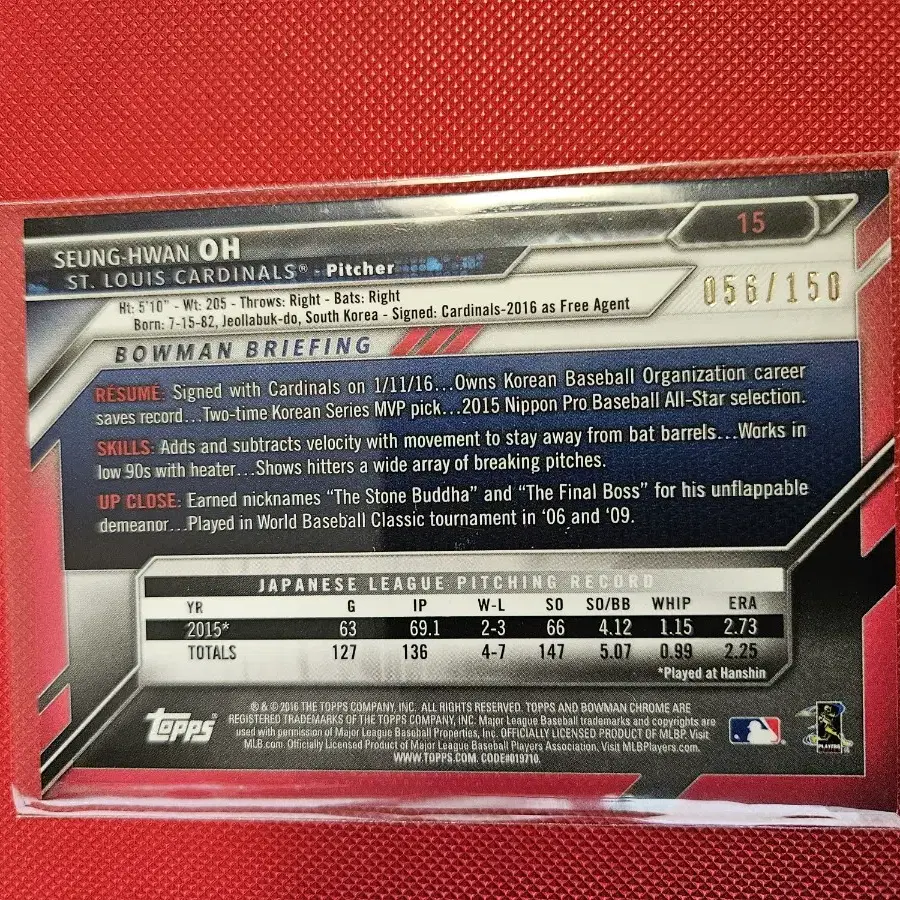 15
SEUNG-HWAN OH
ST. LOUIS CARDINALS® - Pitcher
056/150
Ht: 5'10" - Wt: 205 - Throws: Right - Bats: Right
Born: 7-15-82, Jeollabuk-do, South Korea - Signed: Cardinals-2016 as Free Agent
BOWMAN BRIEFING
RÉSUMÉ: Signed with Cardinals on 1/11/16...Owns Korean Baseball Organization career
saves record...Two-time Korean Series MVP pick...2015 Nippon Pro Baseball All-Star selection.
SKILLS: Adds and subtracts velocity with movement to stay away from bat barrels...Works in
low 90s with heater...Shows hitters a wide array of breaking pitches.
UP CLOSE: Earned nicknames “The Stone Buddha” and “The Final Boss” for his unflappable
demeanor...Played in World Baseball Classic tournament in ‘06 and ‘09.
JAPANESE LEAGUE PITCHING RECORD
YR G IP W-L SO SO/BB WHIP ERA
2015* 63 69.1 2-3 66 4.12 1.15 2.73
TOTALS 127 136 4-7 147 5.07 0.99 2.25
*Played at Hanshin
topps
® & © 2016 THE TOPPS COMPANY, INC. ALL RIGHTS RESERVED. TOPPS AND BOWMAN CHROME ARE
REGISTERED TRADEMARKS OF THE TOPPS COMPANY, INC. Major League Baseball trademarks and copyrights are
used with permission of Major League Baseball Properties, Inc. OFFICIALLY LICENSED PRODUCT OF MLBP. Visit
MLB.com. Officially Licensed Product of Major League Baseball Players Association. Visit MLBPlayers.com.
WWW.TOPPS.COM. CODE#019710.
PLAYERS